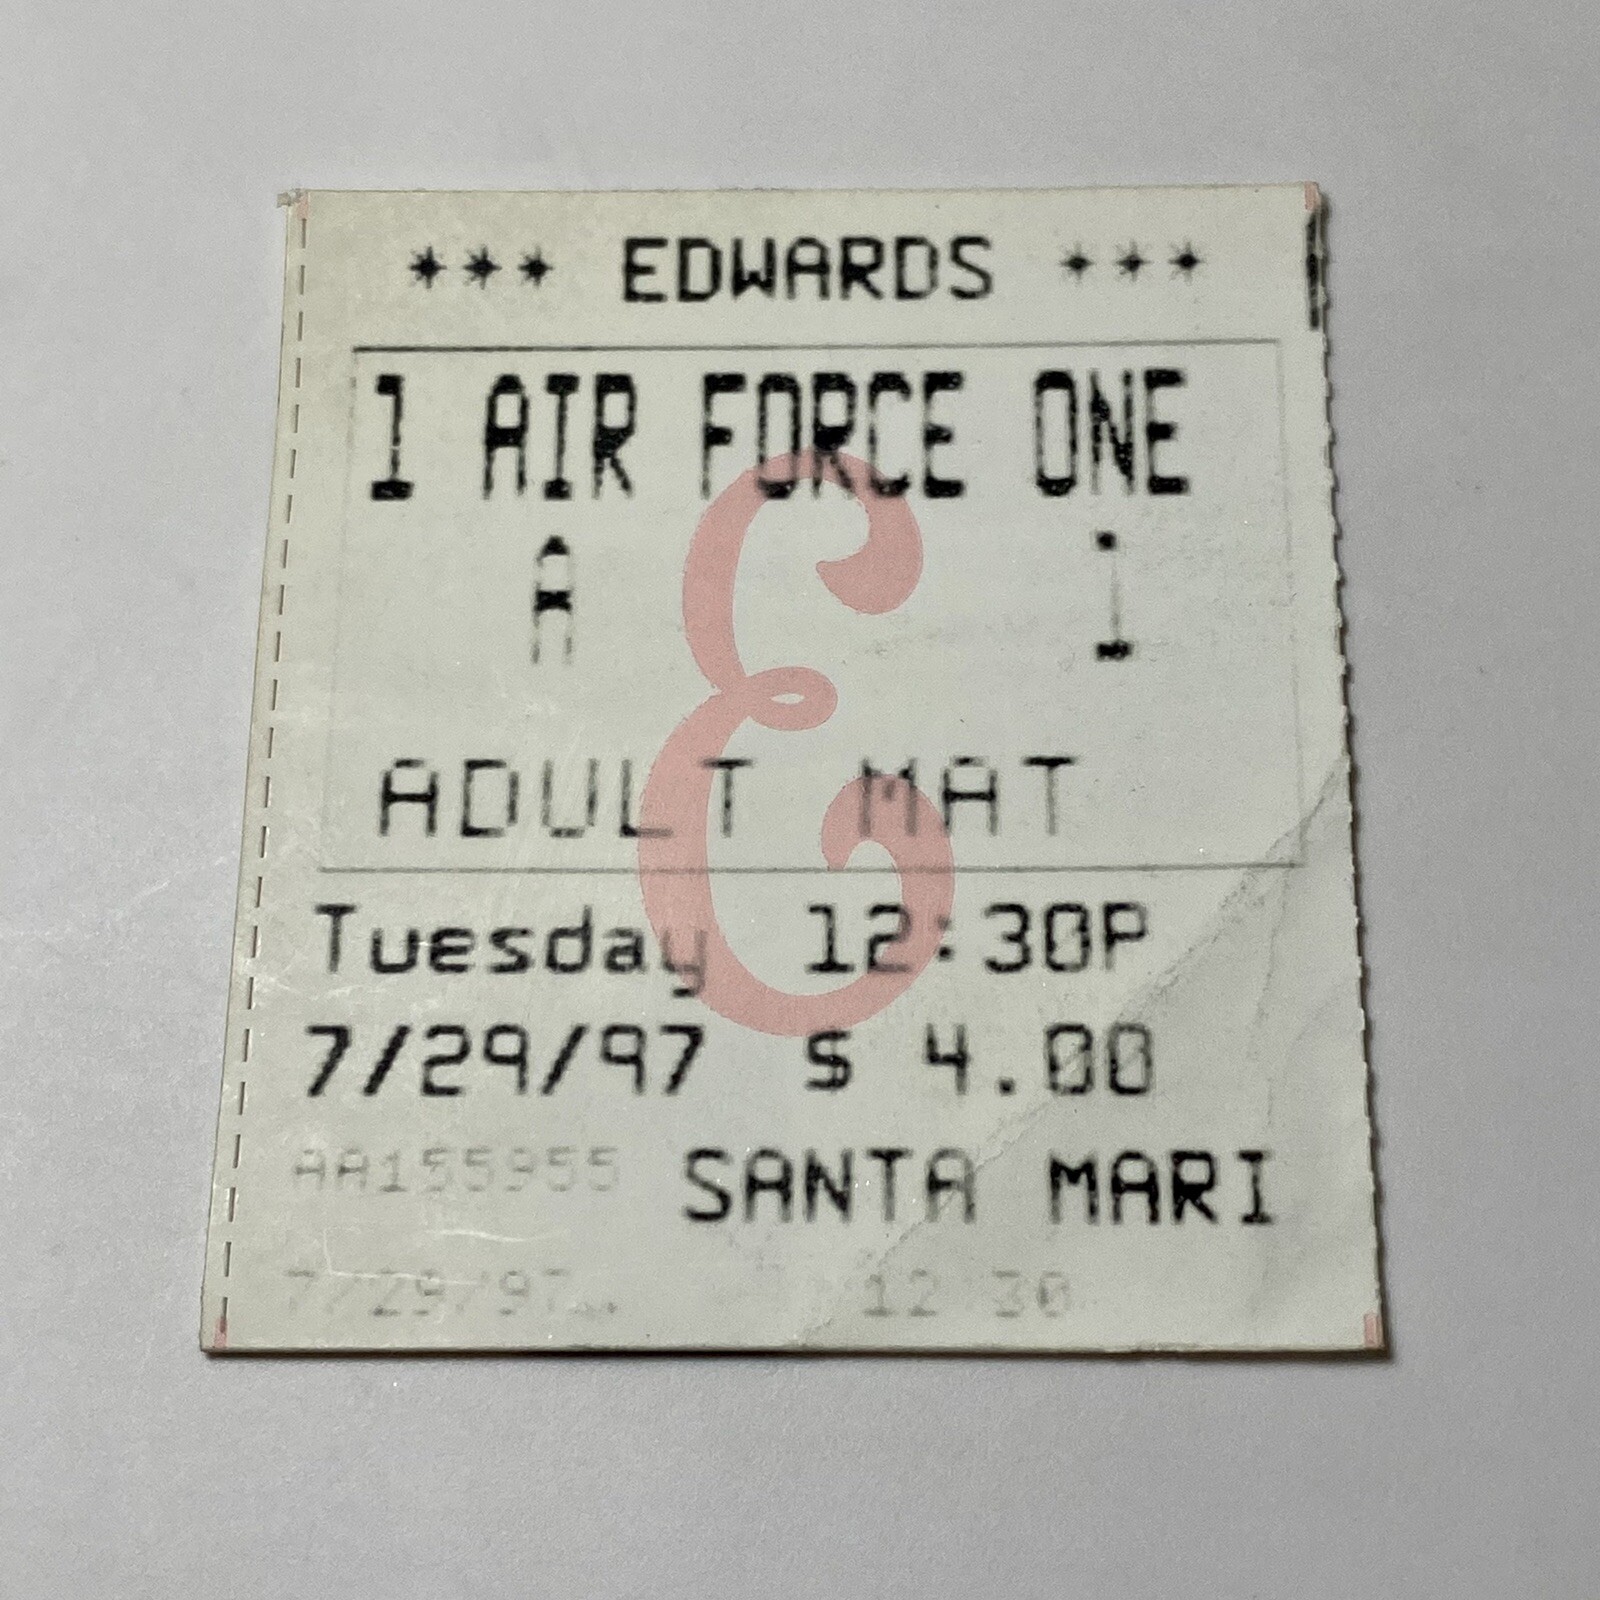 *** EDWARDS ***
1 AIR FORCE ONE
A 1
ADULT MAT
Tuesday 12:30P
7/29/97 $ 4.00
AA155955 SANTA MARI
7/29/97 12 30
E